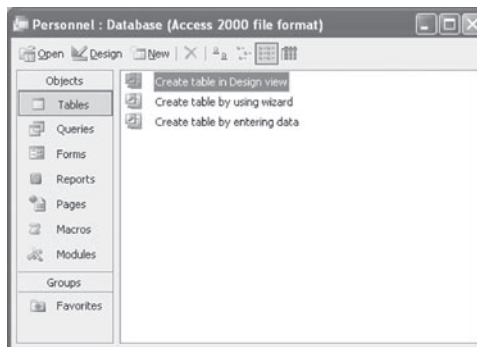 Personnel : Database (Access 2000 file format)
Open Design New
Objects
Tables
Queries
Forms
Reports
Pages
Macros
Modules
Groups
Favorites
Create table in Design view
Create table by using wizard
Create table by entering data